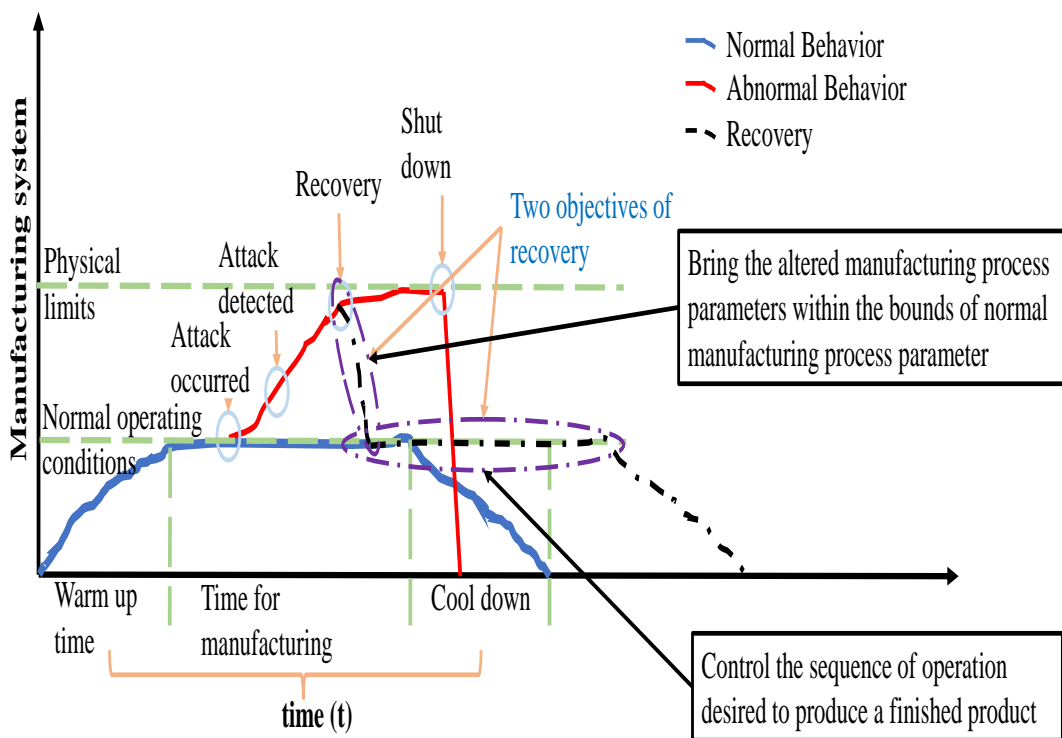 Normal Behavior
Abnormal Behavior
Recovery
Manufacturing system
Shut
down
Recovery
Two objectives of
recovery
Attack
detected
Physical
limits
Bring the altered manufacturing process
parameters within the bounds of normal
manufacturing process parameter
Attack
occurred
Normal operating
conditions
Warm up
time
Time for
manufacturing
Cool down
Control the sequence of operation
desired to produce a finished product
time (t)